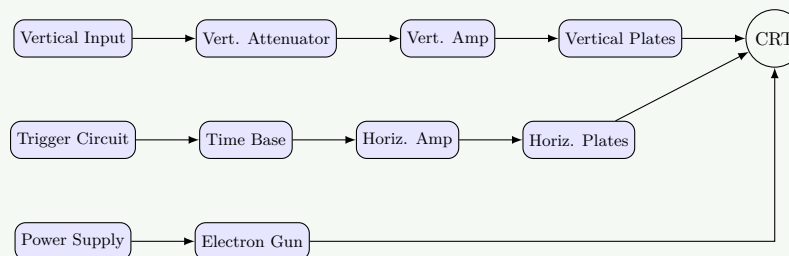 Vertical Input
Vert. Attenuator
Vert. Amp
Vertical Plates
CRT
Trigger Circuit
Time Base
Horiz. Amp
Horiz. Plates
Power Supply
Electron Gun